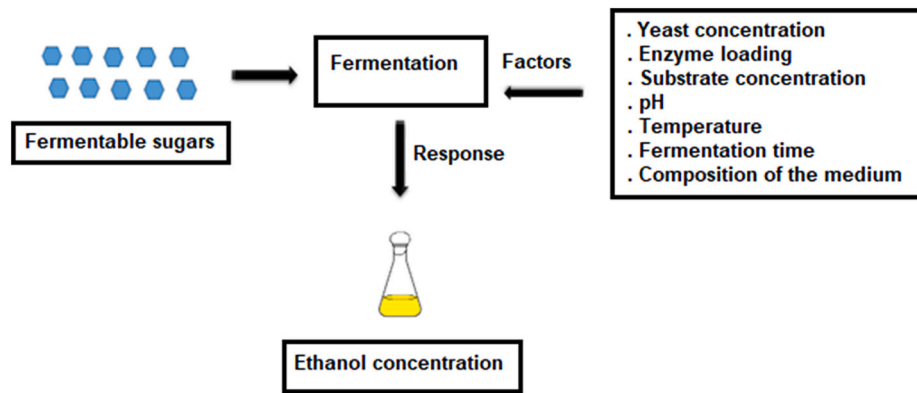 Fermentable sugars
Fermentation
Factors
. Yeast concentration
. Enzyme loading
. Substrate concentration
. pH
. Temperature
. Fermentation time
. Composition of the medium
Response
Ethanol concentration